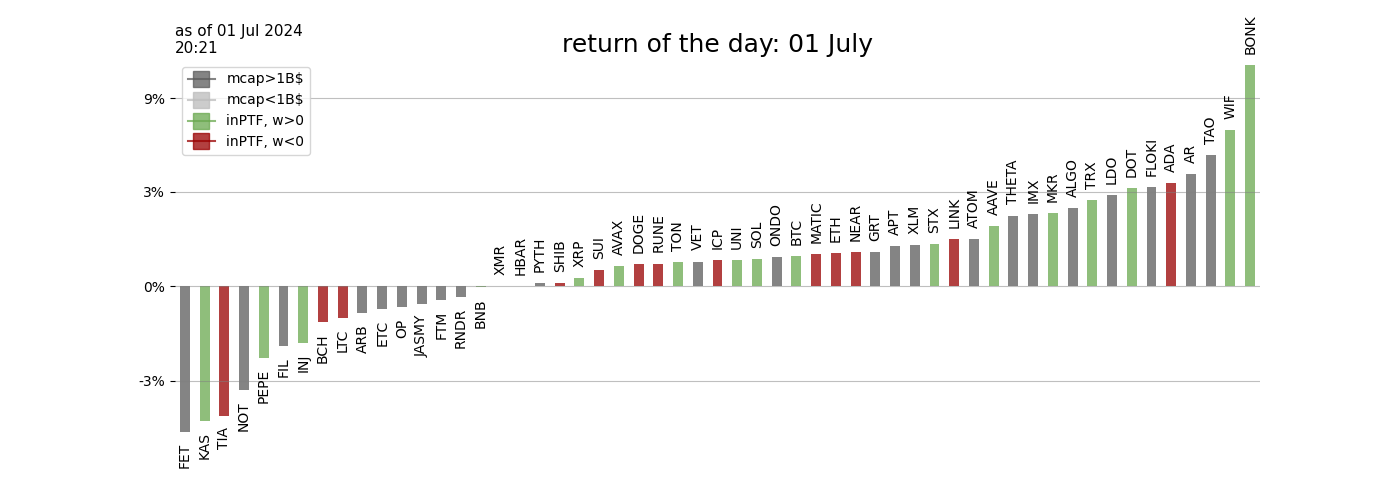 as of 01 Jul 2024
20:21
return of the day: 01 July
mcap>1B$
mcap<1B$
inPTF, w>0
inPTF, w<0
9%
3%
0%
-3%
FET
KAS
TIA
NOT
PEPE
FIL
INJ
BCH
LTC
ARB
ETC
OP
JASMY
FTM
RNDR
BNB
XMR
HBAR
PYTH
SHIB
XRP
SUI
AVAX
DOGE
RUNE
TON
VET
ICP
UNI
SOL
ONDO
BTC
MATIC
ETH
NEAR
GRT
APT
XLM
STX
LINK
ATOM
AAVE
THETA
IMX
MKR
ALGO
TRX
LDO
DOT
FLOKI
ADA
AR
TAO
WIF
BONK